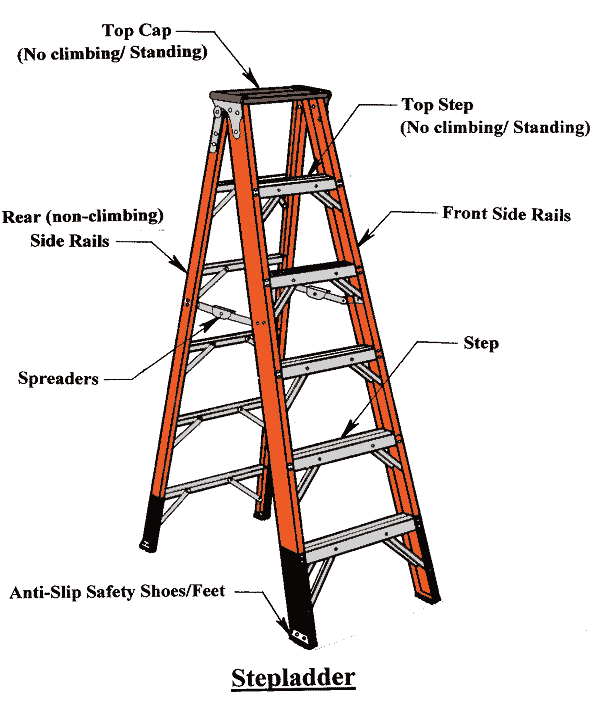 Top Cap
(No climbing/ Standing)
Top Step
(No climbing/ Standing)
Rear (non-climbing)
Side Rails
Front Side Rails
Step
Spreaders
Anti-Slip Safety Shoes/Feet
Stepladder